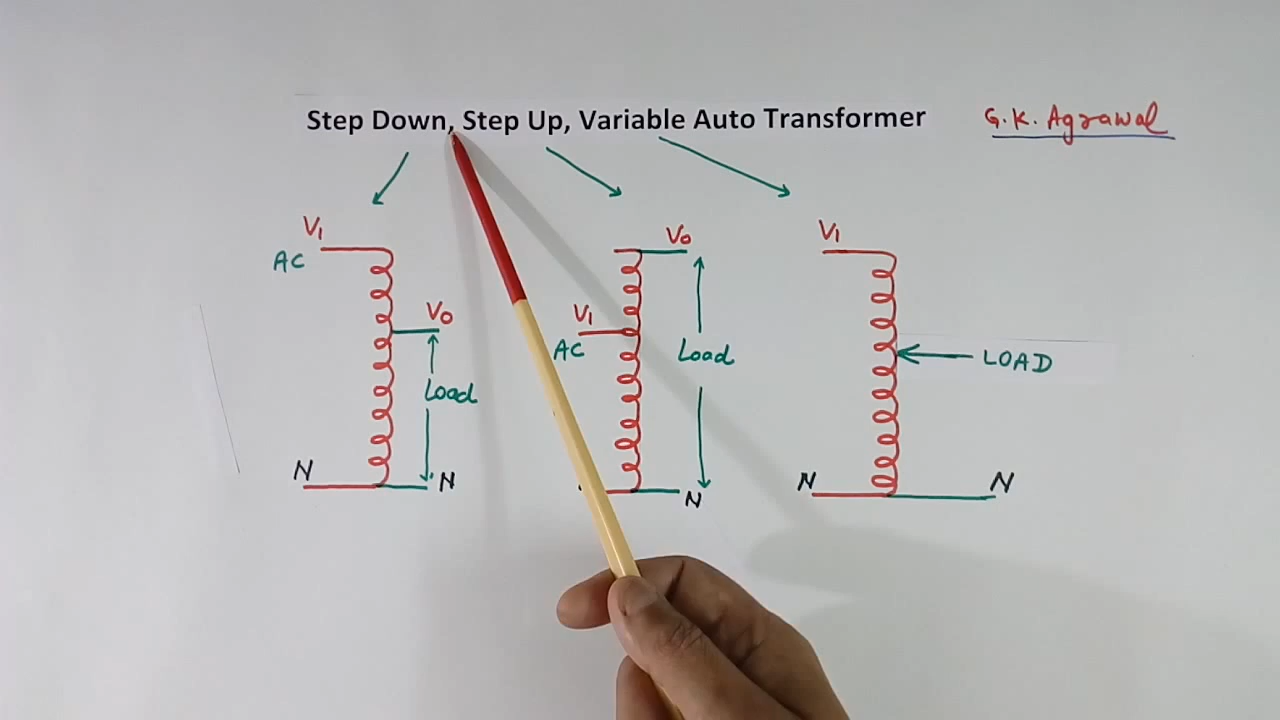 Step Down, Step Up, Variable Auto Transformer
G.K. Agrawal
V1
AC
V0
Load
N
N
V0
V1
AC
Load
N
V1
LOAD
N
N